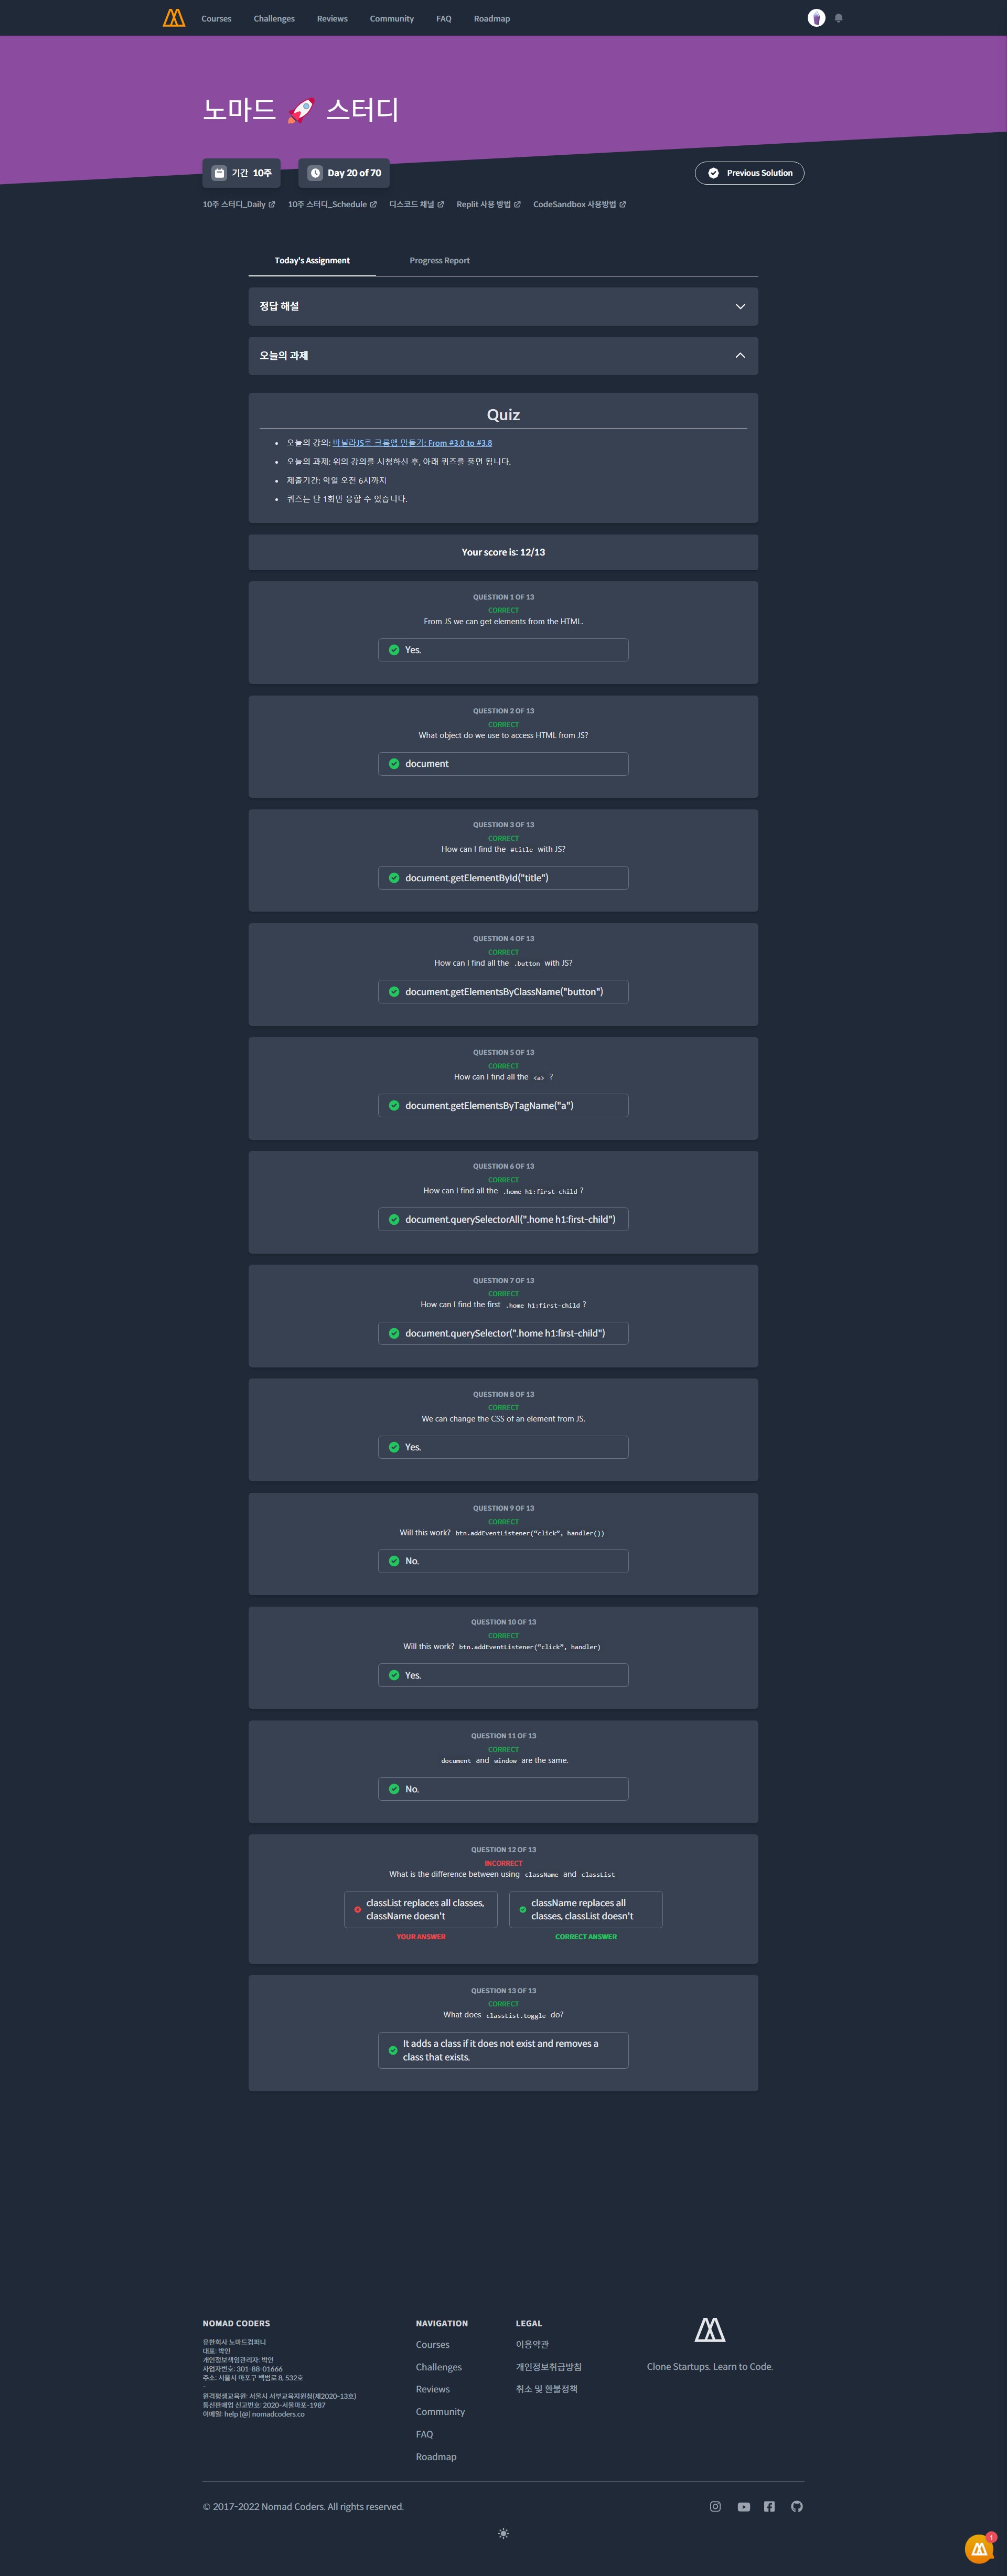 Courses Challenges Reviews Community FAQ Roadmap
노마드 🚀 스터디
기간 10주
Day 20 of 70
Previous Solution
10주 스터디_Daily 10주 스터디_Schedule 디스코드 채널 Replit 사용 방법 CodeSandbox 사용방법
Today's Assignment Progress Report
정답 해설
오늘의 과제
Quiz
• 오늘의 강의: 바닐라JS로 크롬앱 만들기: From #3.0 to #3.8
• 오늘의 과제: 위의 강의를 시청하신 후, 아래 퀴즈를 풀면 됩니다.
• 제출기간: 익일 오전 6시까지
• 퀴즈는 단 1회만 응할 수 있습니다.
Your score is: 12/13
QUESTION 1 OF 13
CORRECT
From JS we can get elements from the HTML.
Yes.
QUESTION 2 OF 13
CORRECT
What object do we use to access HTML from JS?
document
QUESTION 3 OF 13
CORRECT
How can I find the #title with JS?
document.getElementById("title")
QUESTION 4 OF 13
CORRECT
How can I find all the .button with JS?
document.getElementsByClassName("button")
QUESTION 5 OF 13
CORRECT
How can I find all the <a> ?
document.getElementsByTagName("a")
QUESTION 6 OF 13
CORRECT
How can I find all the .home h1:first-child ?
document.querySelectorAll(".home h1:first-child")
QUESTION 7 OF 13
CORRECT
How can I find the first .home h1:first-child ?
document.querySelector(".home h1:first-child")
QUESTION 8 OF 13
CORRECT
We can change the CSS of an element from JS.
Yes.
QUESTION 9 OF 13
CORRECT
Will this work? btn.addEventListener(“click”, handler())
No.
QUESTION 10 OF 13
CORRECT
Will this work? btn.addEventListener(“click”, handler)
Yes.
QUESTION 11 OF 13
CORRECT
document and window are the same.
No.
QUESTION 12 OF 13
INCORRECT
What is the difference between using className and classList
classList replaces all classes,
className doesn't
YOUR ANSWER
className replaces all
classes, classList doesn't
CORRECT ANSWER
QUESTION 13 OF 13
CORRECT
What does classList.toggle do?
It adds a class if it does not exist and removes a
class that exists.
NOMAD CODERS
유한회사 노마드컴퍼니
대표: 박인
개인정보책임관리자: 박인
사업자번호: 301-88-01666
주소: 서울시 마포구 백범로 8, 532호
-
원격평생교육원: 서울시 서부교육지원청(제2020-13호)
통신판매업 신고번호: 2020-서울마포-1987
이메일: help [@] nomadcoders.co
NAVIGATION
Courses
Challenges
Reviews
Community
FAQ
Roadmap
LEGAL
이용약관
개인정보취급방침
취소 및 환불정책
Clone Startups. Learn to Code.
© 2017-2022 Nomad Coders. All rights reserved.
1